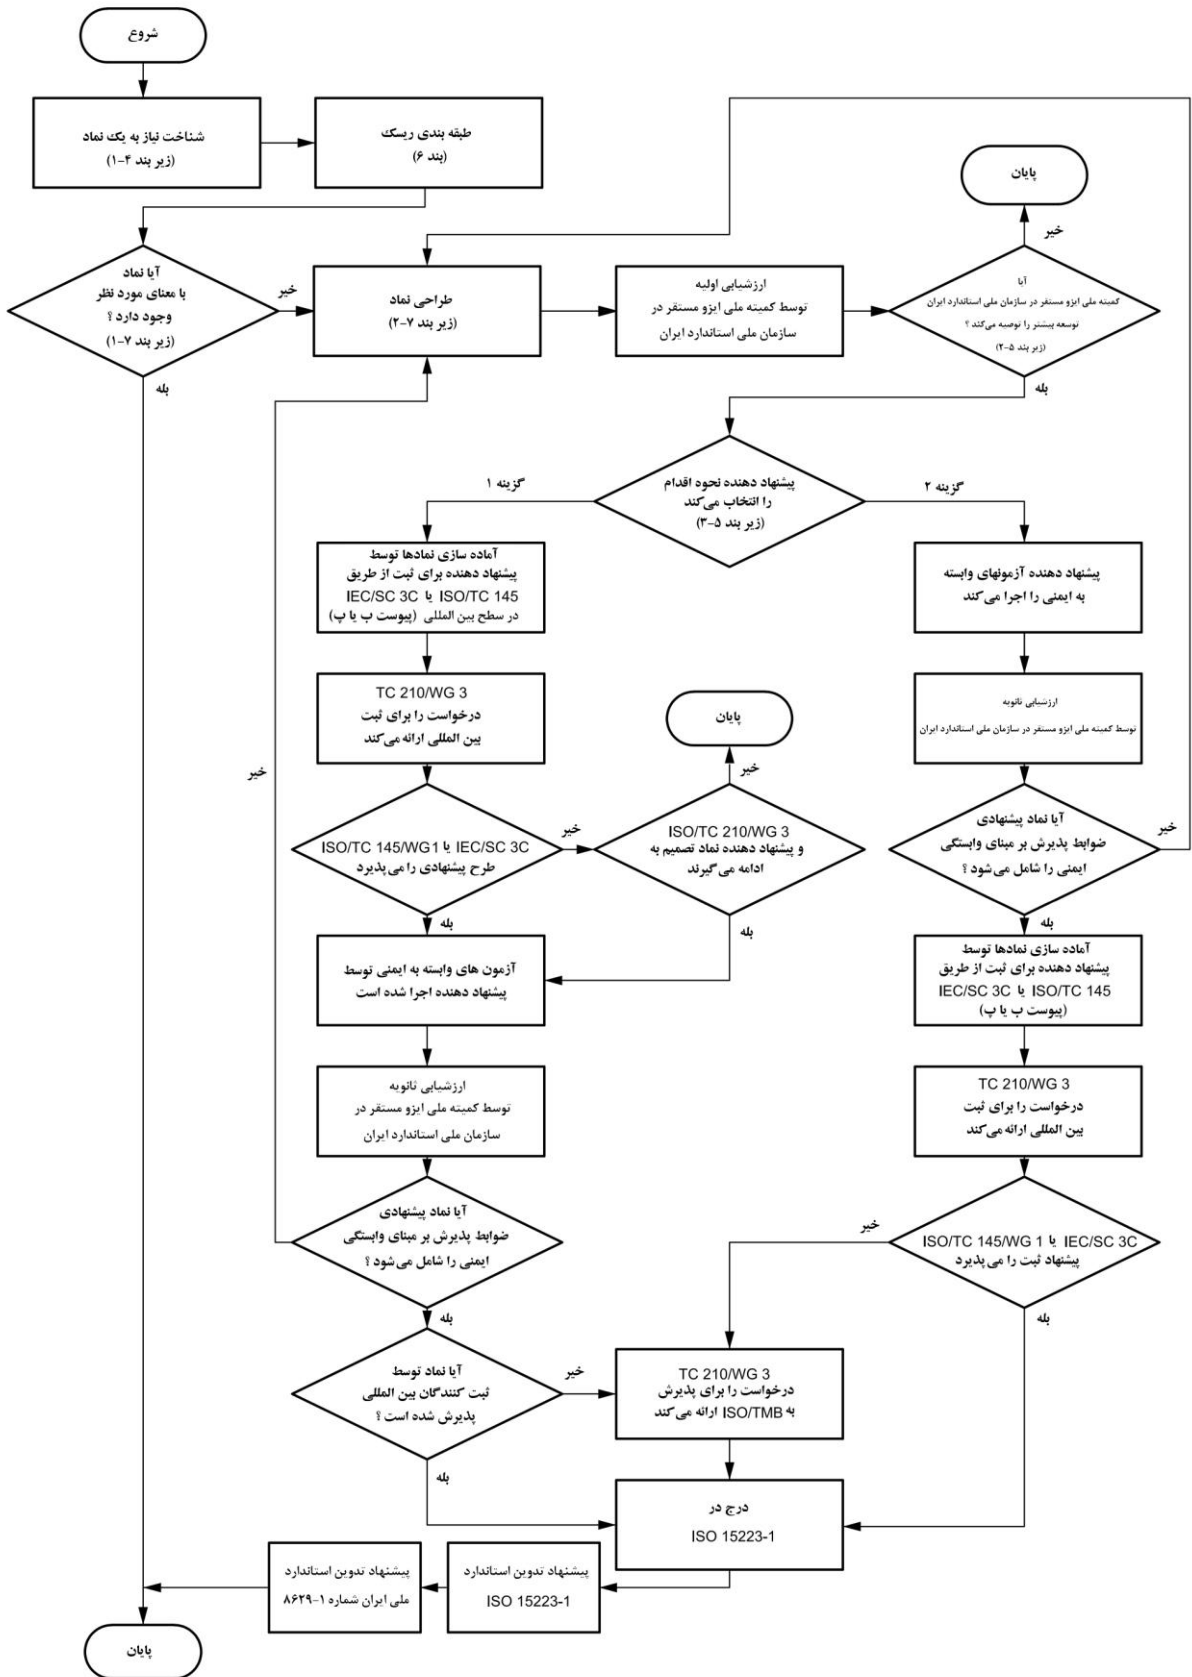 شروع
شناخت نیاز به یک نماد
(زیر بند ۴-۱)
طبقه بندی ریسک
(بند ۶)
پایان
خیر
آیا نماد
با معنای مورد نظر
وجود دارد ؟
(زیر بند ۷-۱)
خیر
بله
طراحی نماد
(زیر بند ۷-۲)
ارزشیابی اولیه
توسط کمیته ملی ایزو مستقر در
سازمان ملی استاندارد ایران
آیا
کمیته ملی ایزو مستقر در سازمان ملی استاندارد ایران
توسعه بیشتر را توصیه می‌کند ؟
(زیر بند ۵-۲)
بله
پیشنهاد دهنده نحوه اقدام
را انتخاب می‌کند
(زیر بند ۵-۳)
گزینه ۱
گزینه ۲
آماده سازی نمادها توسط
پیشنهاد دهنده برای ثبت از طریق
ISO/TC 145 یا IEC/SC 3C
در سطح بین المللی (پیوست ب یا پ)
پیشنهاد دهنده آزمونهای وابسته
به ایمنی را اجرا می‌کند
TC 210/WG 3
درخواست را برای ثبت
بین المللی ارائه می‌کند
پایان
خیر
ارزشیابی ثانویه
توسط کمیته ملی ایزو مستقر در سازمان ملی استاندارد ایران
خیر
ISO/TC 145/WG1 یا IEC/SC 3C
طرح پیشنهادی را می‌پذیرد
خیر
بله
ISO/TC 210/WG 3
و پیشنهاد دهنده نماد تصمیم به
ادامه می‌گیرند
بله
آیا نماد پیشنهادی
ضوابط پذیرش بر مبنای وابستگی
ایمنی را شامل می‌شود ؟
خیر
بله
آزمون های وابسته به ایمنی توسط
پیشنهاد دهنده اجرا شده است
آماده سازی نمادها توسط
پیشنهاد دهنده برای ثبت از طریق
ISO/TC 145 یا IEC/SC 3C
(پیوست ب یا پ)
ارزشیابی ثانویه
توسط کمیته ملی ایزو مستقر در
سازمان ملی استاندارد ایران
TC 210/WG 3
درخواست را برای ثبت
بین المللی ارائه می‌کند
آیا نماد پیشنهادی
ضوابط پذیرش بر مبنای وابستگی
ایمنی را شامل می‌شود ؟
بله
خیر
ISO/TC 145/WG 1 یا IEC/SC 3C
پیشنهاد ثبت را می‌پذیرد
بله
آیا نماد توسط
ثبت کنندگان بین المللی
پذیرش شده است ؟
خیر
بله
TC 210/WG 3
درخواست را برای پذیرش
به ISO/TMB ارائه می‌کند
درج در
ISO 15223-1
پیشنهاد تدوین استاندارد
ISO 15223-1
پیشنهاد تدوین استاندارد
ملی ایران شماره ۱-۸۶۲۹
پایان